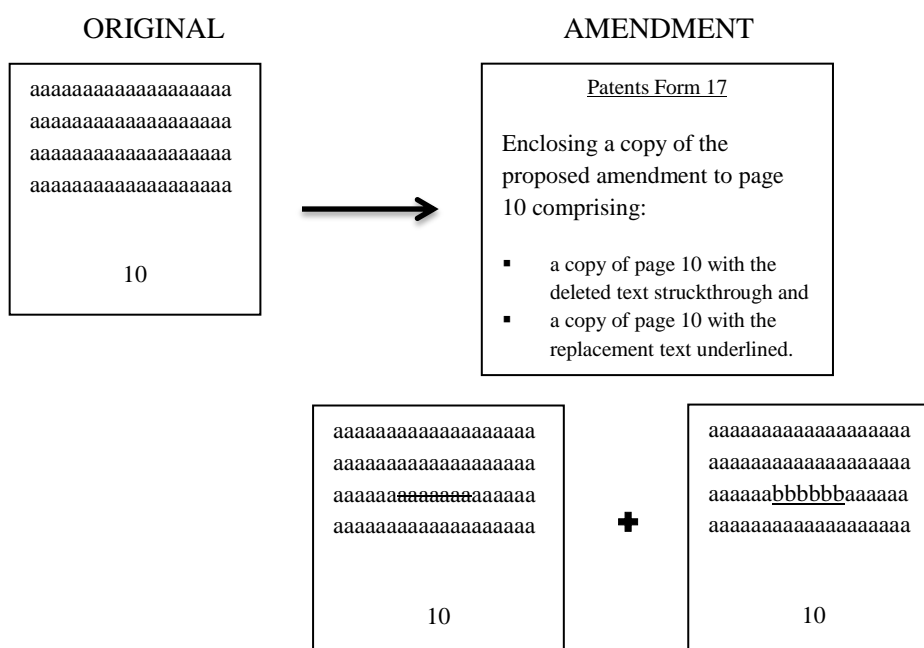 ORIGINAL
AMENDMENT
aaaaaaaaaaaaaaaaaaa
aaaaaaaaaaaaaaaaaaa
aaaaaaaaaaaaaaaaaaa
aaaaaaaaaaaaaaaaaaa
10
Patents Form 17
Enclosing a copy of the
proposed amendment to page
10 comprising:
▪ a copy of page 10 with the
deleted text struckthrough and
▪ a copy of page 10 with the
replacement text underlined.
aaaaaaaaaaaaaaaaaaa
aaaaaaaaaaaaaaaaaaa
aaaaaaaaaaaaaaaaaaa
aaaaaaaaaaaaaaaaaaa
10
aaaaaaaaaaaaaaaaaaa
aaaaaaaaaaaaaaaaaaa
aaaaaabbbbbbaaaaaa
aaaaaaaaaaaaaaaaaaa
10